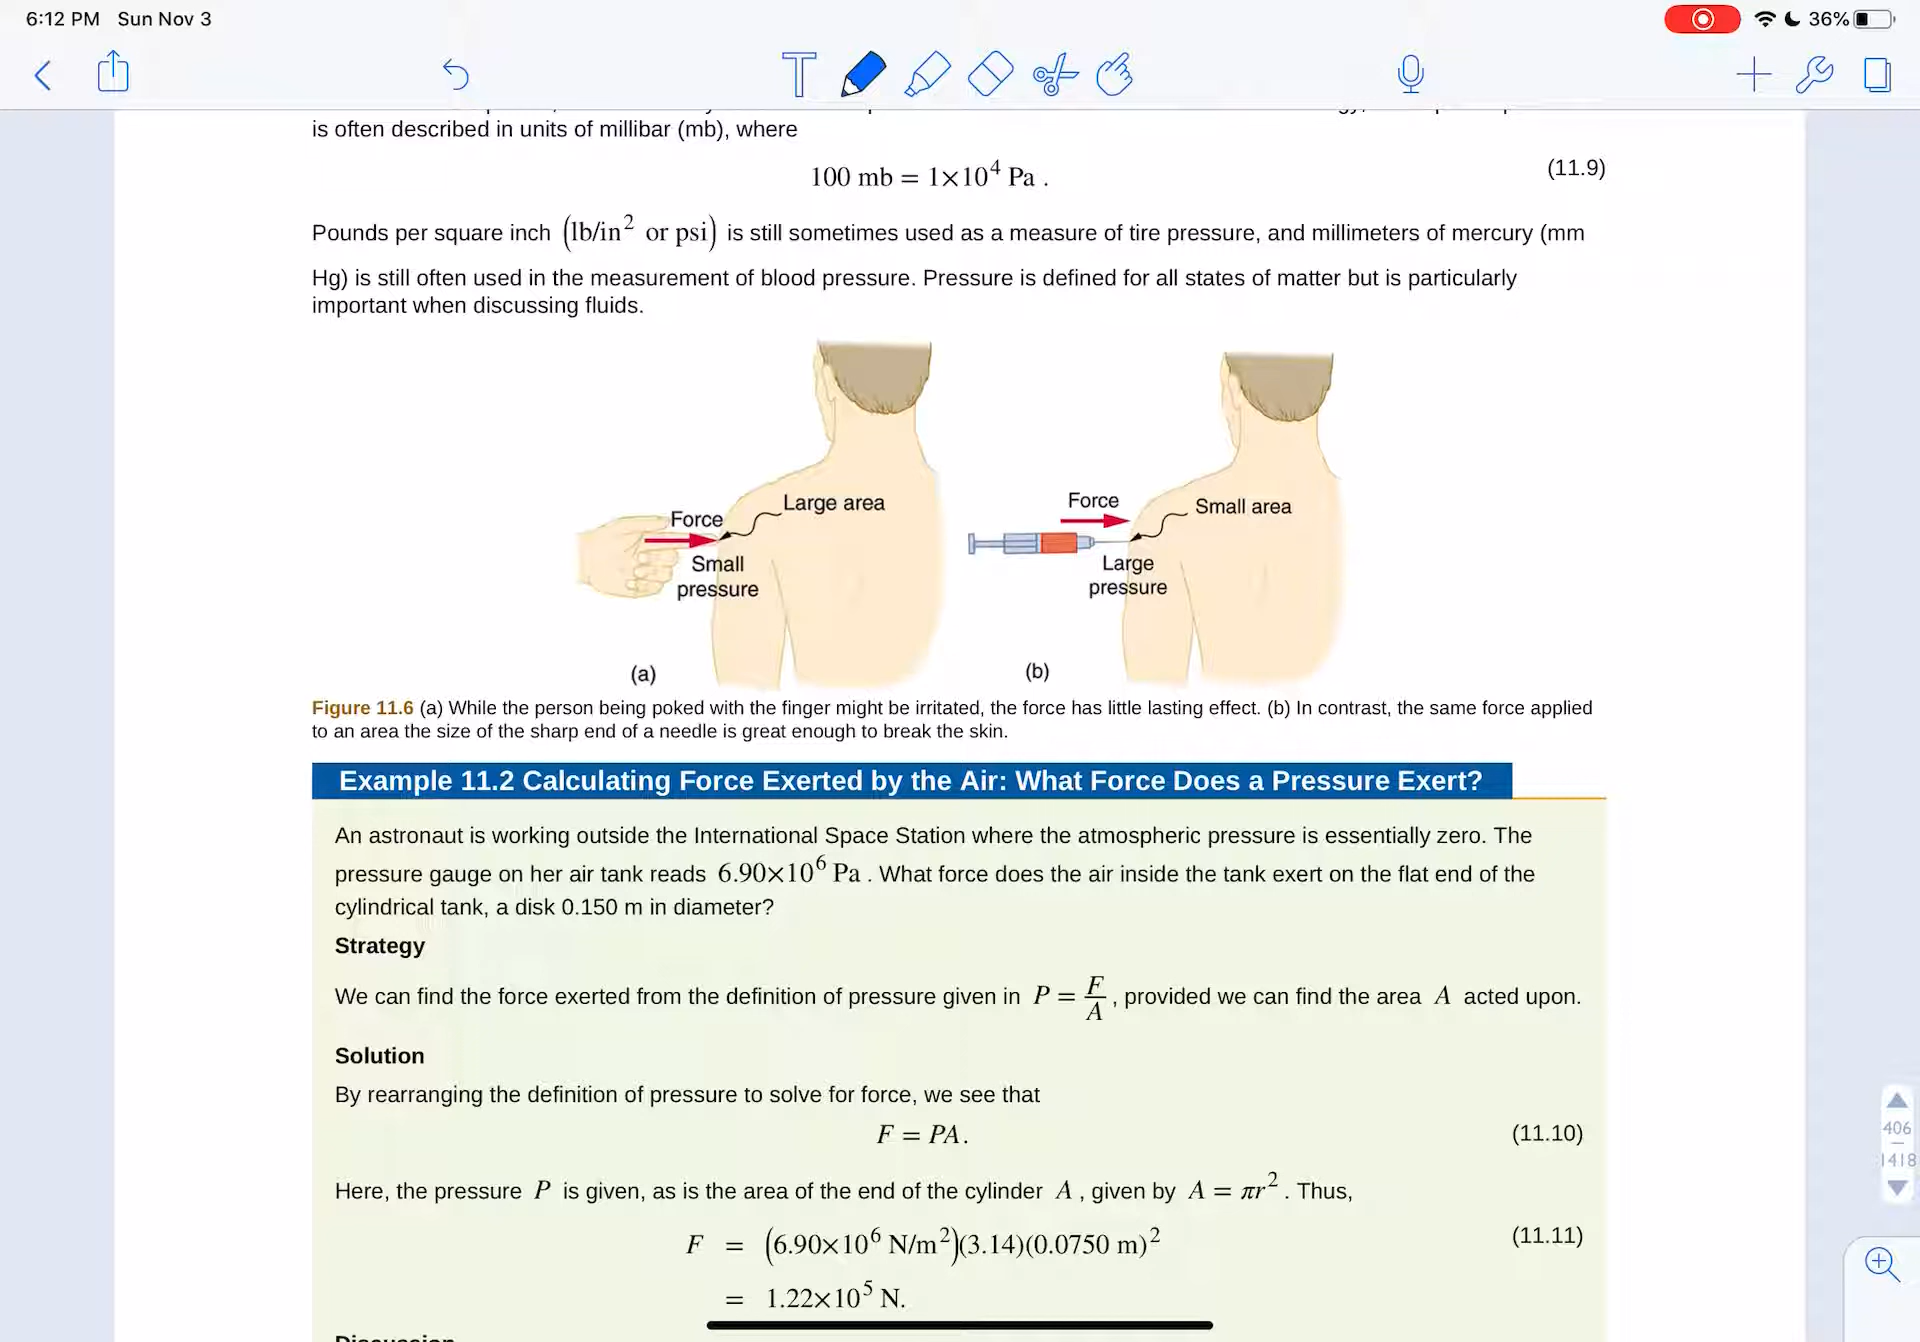 6:12 PM Sun Nov 3
36%
is often described in units of millibar (mb), where
100 mb = 1×10⁴ Pa .
(11.9)
Pounds per square inch (lb/in² or psi) is still sometimes used as a measure of tire pressure, and millimeters of mercury (mm
Hg) is still often used in the measurement of blood pressure. Pressure is defined for all states of matter but is particularly
important when discussing fluids.
Force
Large area
Small
pressure
(a)
Force
Small area
Large
pressure
(b)
Figure 11.6 (a) While the person being poked with the finger might be irritated, the force has little lasting effect. (b) In contrast, the same force applied
to an area the size of the sharp end of a needle is great enough to break the skin.
Example 11.2 Calculating Force Exerted by the Air: What Force Does a Pressure Exert?
An astronaut is working outside the International Space Station where the atmospheric pressure is essentially zero. The
pressure gauge on her air tank reads 6.90×10⁶ Pa . What force does the air inside the tank exert on the flat end of the
cylindrical tank, a disk 0.150 m in diameter?
Strategy
We can find the force exerted from the definition of pressure given in P = F/A , provided we can find the area A acted upon.
Solution
By rearranging the definition of pressure to solve for force, we see that
F = PA.
(11.10)
Here, the pressure P is given, as is the area of the end of the cylinder A , given by A = πr² . Thus,
F = (6.90×10⁶ N/m²)(3.14)(0.0750 m)²
(11.11)
= 1.22×10⁵ N.
406
1418